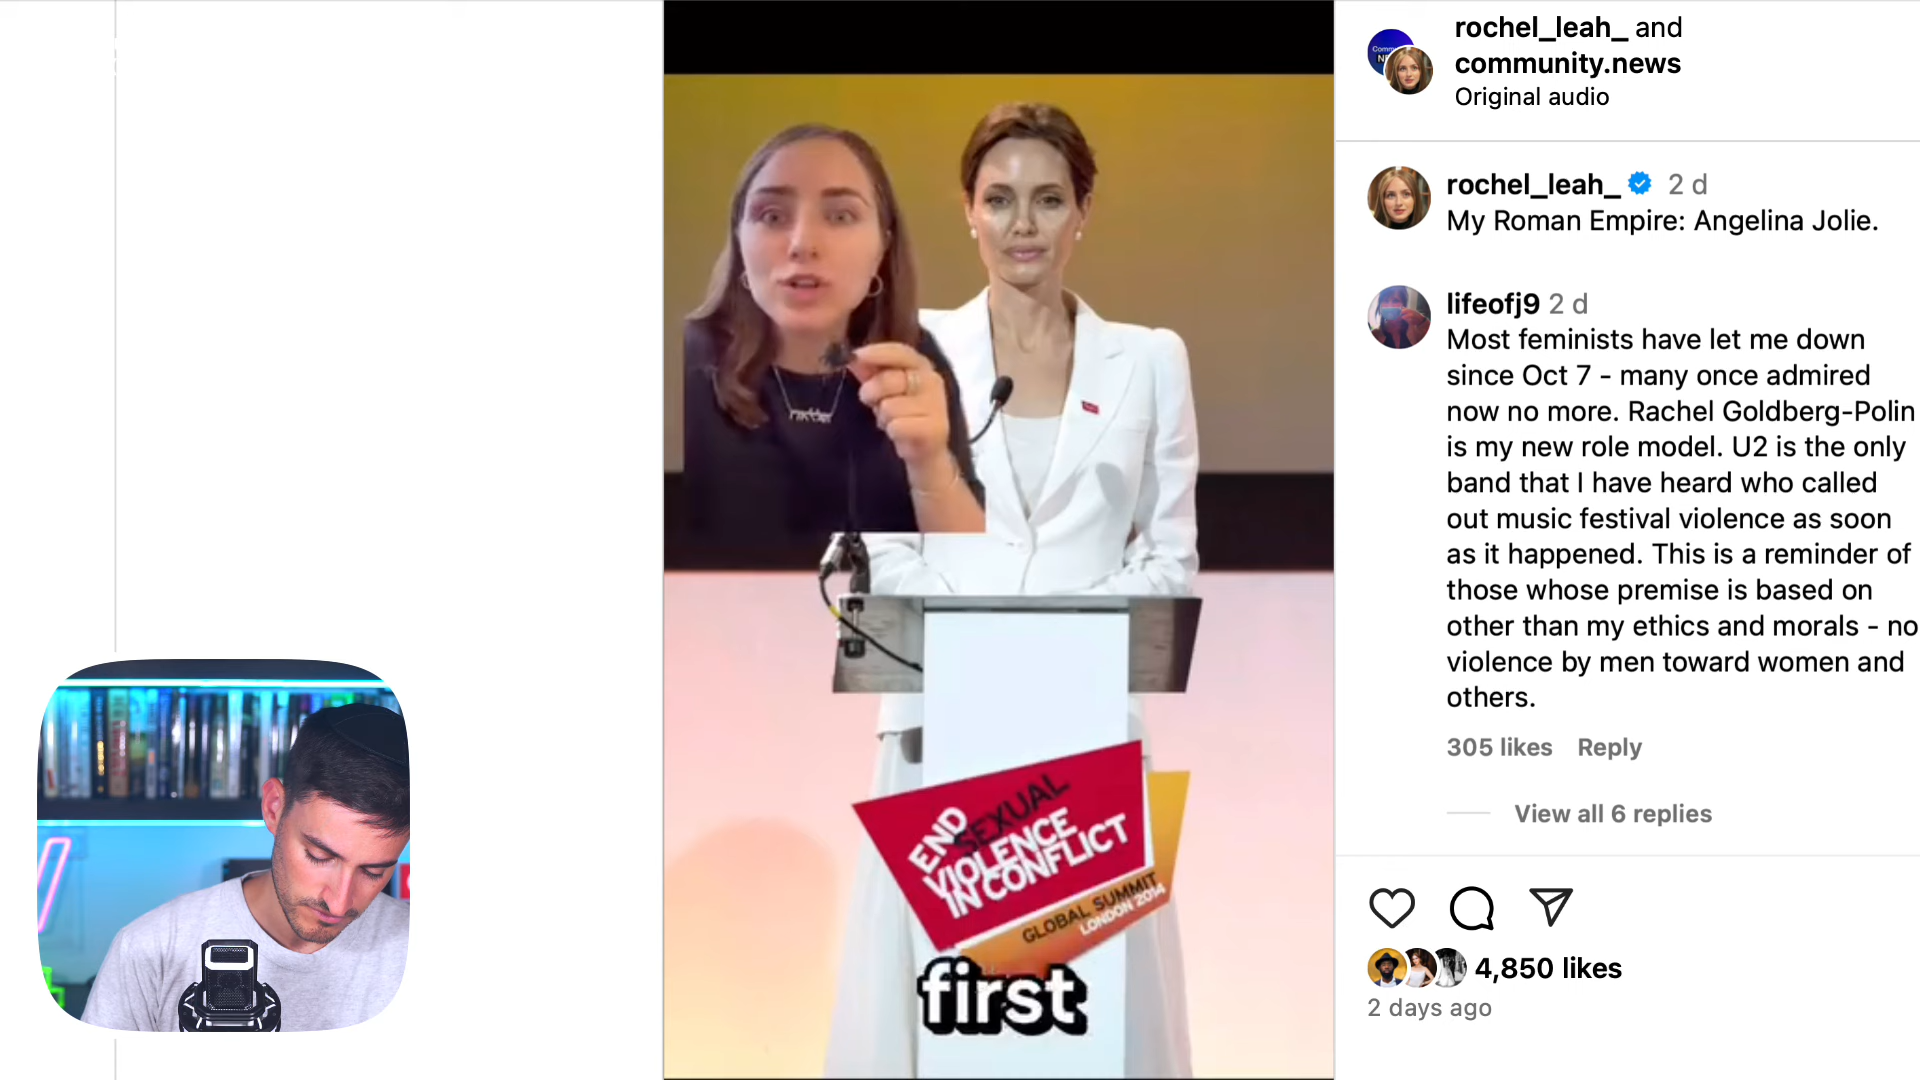 rochel_leah_ and
community.news
Original audio
rochel_leah_ 2 d
My Roman Empire: Angelina Jolie.
lifeofj9 2 d
Most feminists have let me down
since Oct 7 - many once admired
now no more. Rachel Goldberg-Polin
is my new role model. U2 is the only
band that I have heard who called
out music festival violence as soon
as it happened. This is a reminder of
those whose premise is based on
other than my ethics and morals - no
violence by men toward women and
others.
305 likes Reply
View all 6 replies
4,850 likes
2 days ago
END
SEXUAL
VIOLENCE
IN CONFLICT
GLOBAL SUMMIT
LONDON 2014
first